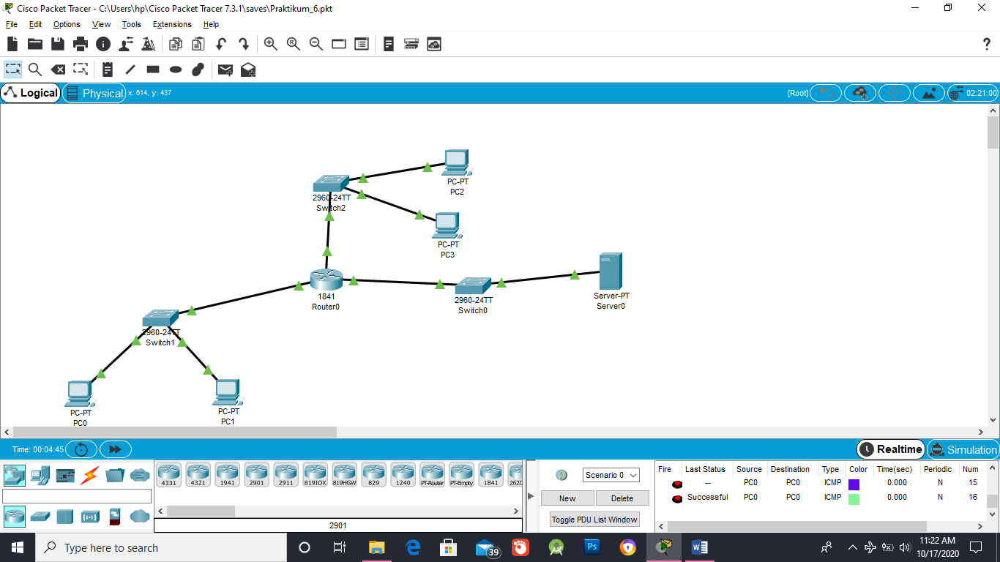 Cisco Packet Tracer - C:\Users\hp\Cisco Packet Tracer 7.3.1\saves\Praktikum_6.pkt
File Edit Options View Tools Extensions Help
?
Logical Physical x: 614, y: 437 [Root] 02:21:00
PC-PT
PC2
2960-24TT
Switch2
PC-PT
PC3
1841
Router0
2960-24TT
Switch0
Server-PT
Server0
2960-24TT
Switch1
PC-PT
PC0
PC-PT
PC1
Time: 00:04:45 Realtime Simulation
4331 4321 1941 2901 2911 819IOX 819HGW 829 1240 PT-Router PT-Empty 1841 2620
2901
Scenario 0
New Delete
Toggle PDU List Window
Fire Last Status Source Destination Type Color Time(sec) Periodic Num
-- PC0 PC0 ICMP 0.000 N 15
Successful PC0 PC0 ICMP 0.000 N 16
Type here to search
39
Ps
W
11:22 AM
10/17/2020